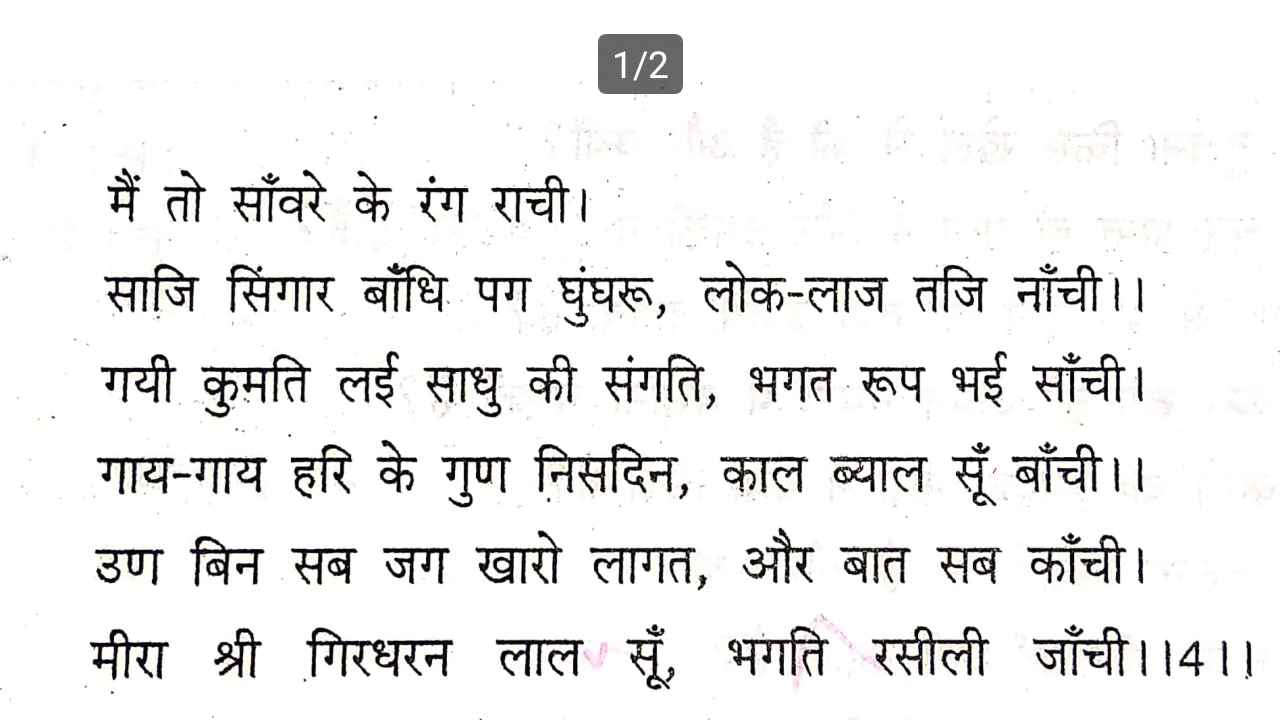 1/2
मैं तो साँवरे के रंग राची।
साजि सिंगार बाँधि पग घुंघरू, लोक-लाज तजि नाँची।।
गयी कुमति लई साधु की संगति, भगत रूप भई साँची।
गाय-गाय हरि के गुण निसदिन, काल ब्याल सूँ बाँची।।
उण बिन सब जग खारो लागत, और बात सब काँची।
मीरा श्री गिरधरन लाल सूँ, भगति रसीली जाँची।।4।।